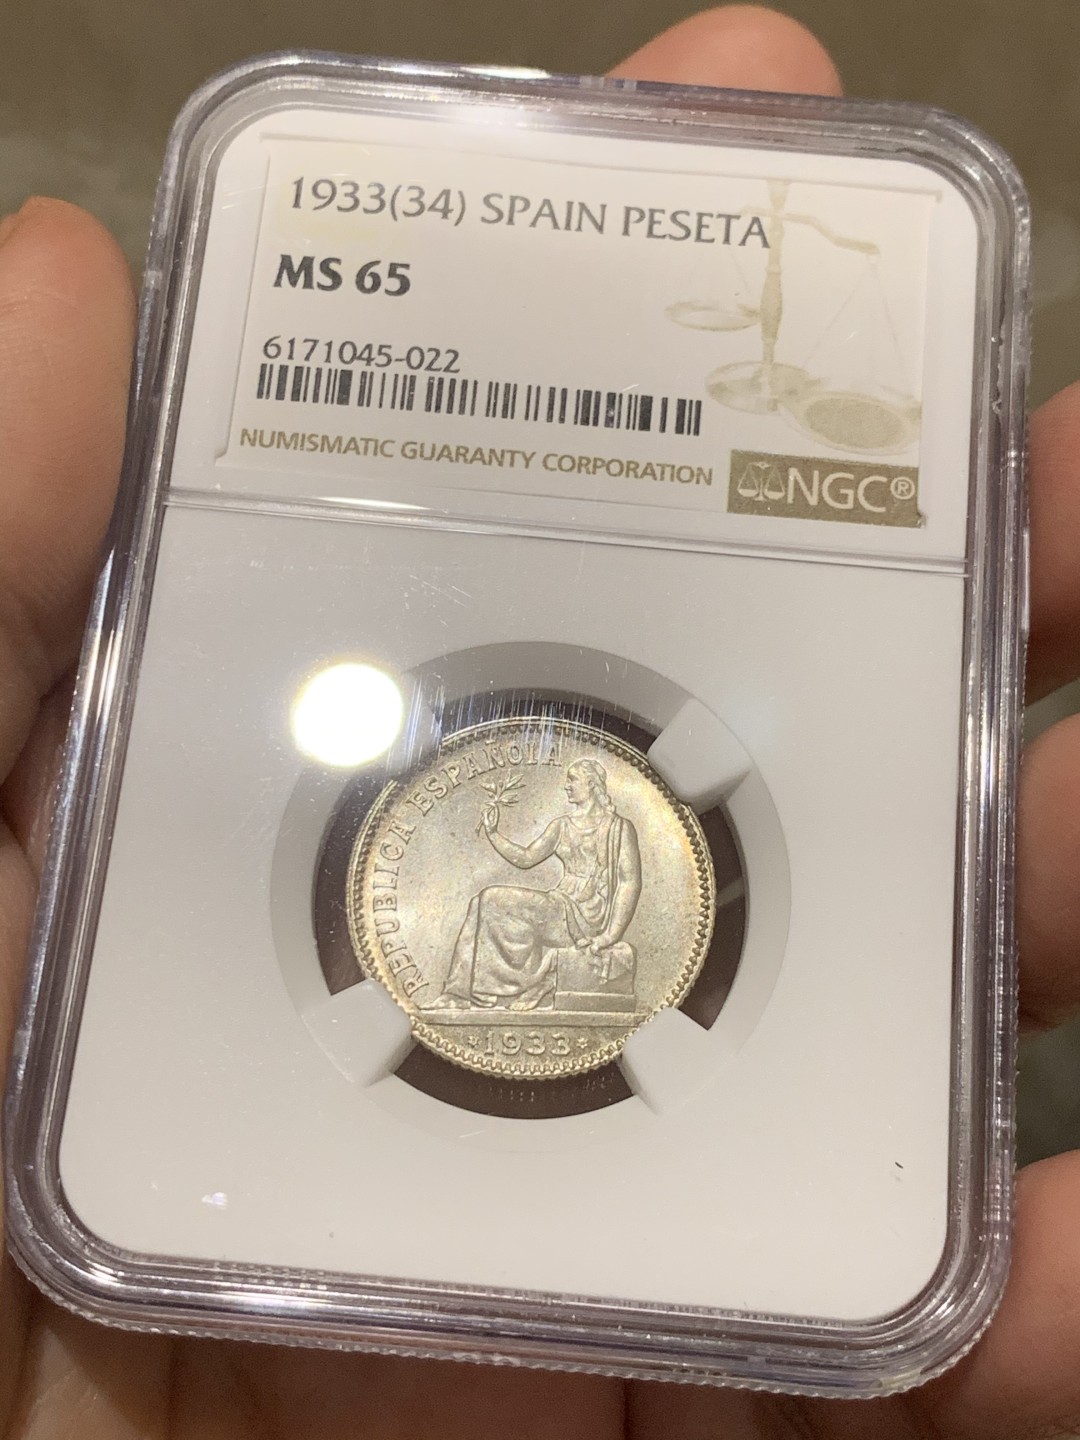 1933(34) SPAIN PESETA
MS 65
6171045-022
NUMISMATIC GUARANTY CORPORATION
NGC®
REPUBLICA ESPAÑOLA
*1933*